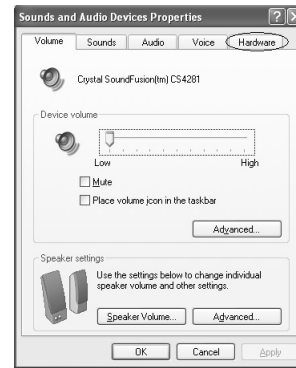 Sounds and Audio Devices Properties
Volume Sounds Audio Voice Hardware
Crystal SoundFusion(tm) CS4281
Device volume
Low High
Mute
Place volume icon in the taskbar
Advanced...
Speaker settings
Use the settings below to change individual
speaker volume and other settings.
Speaker Volume... Advanced...
OK Cancel Apply